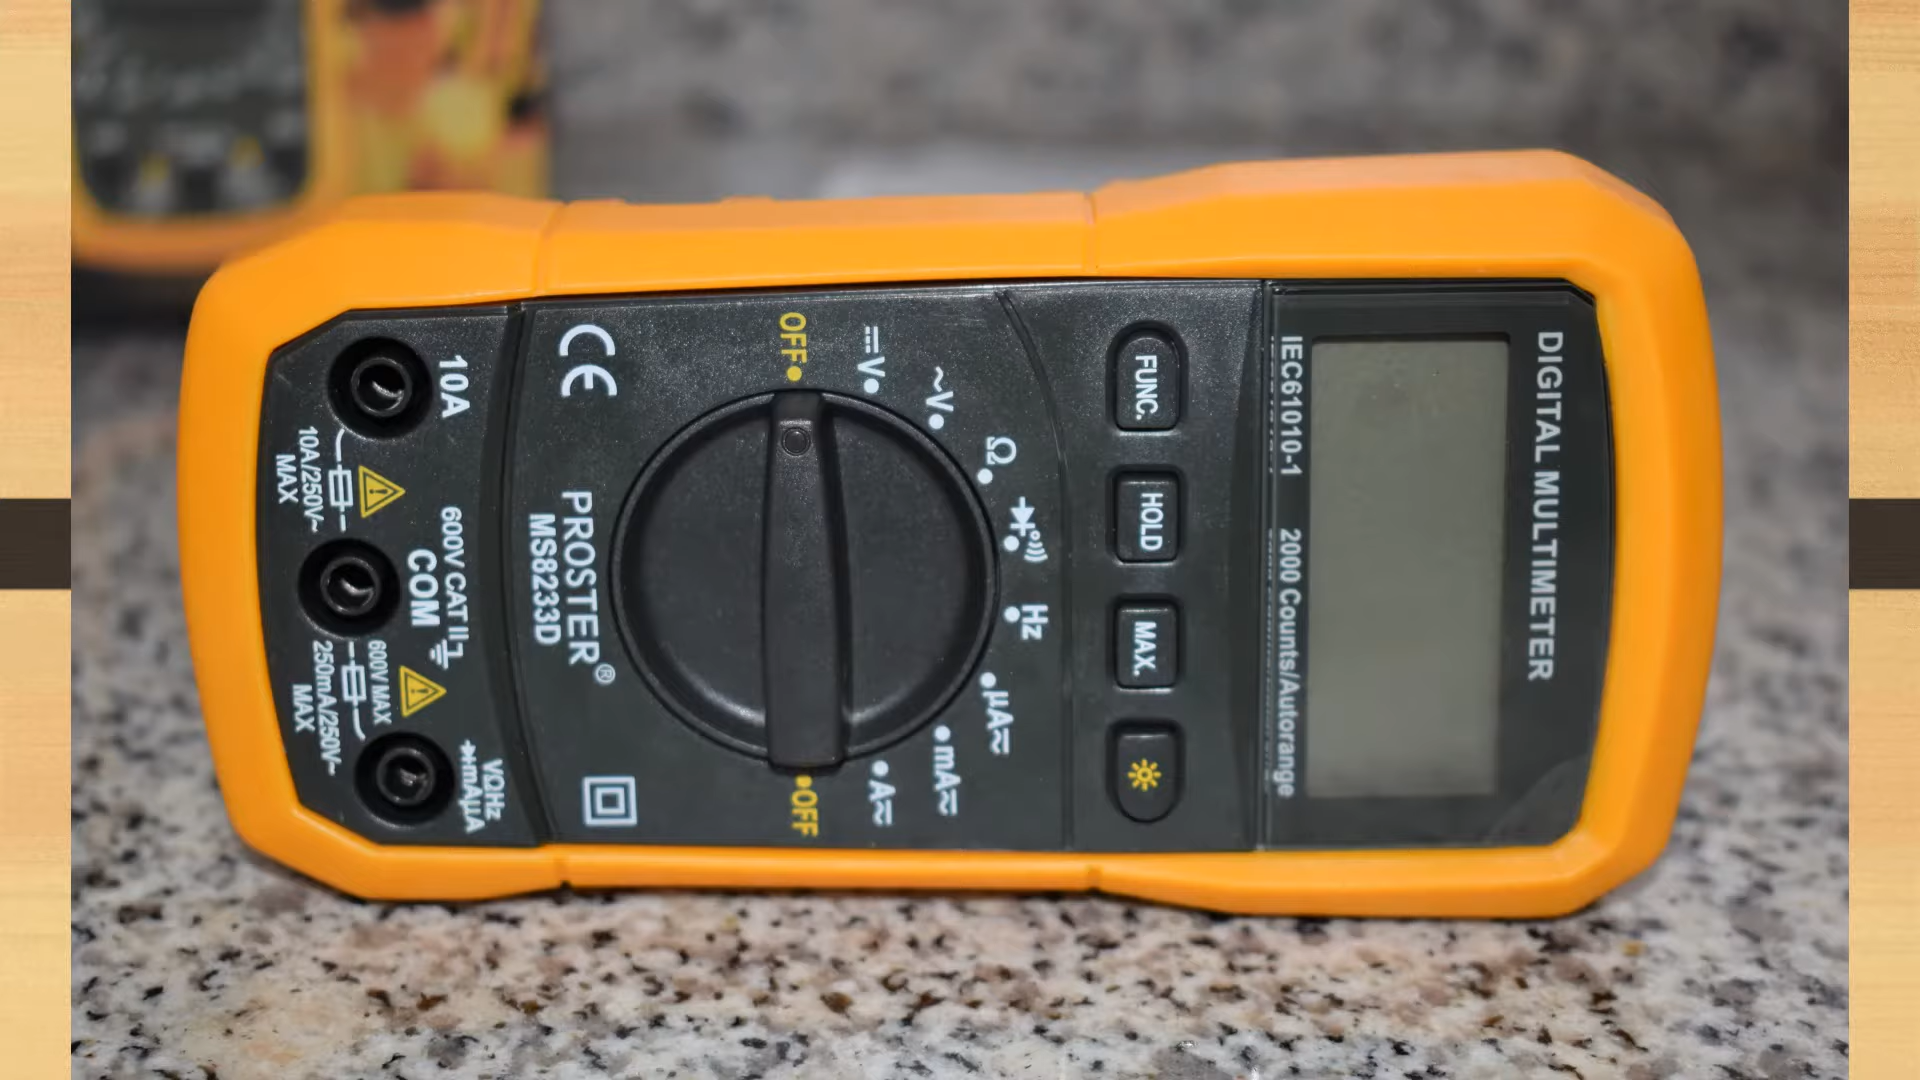 DIGITAL MULTIMETER
IEC61010-1 2000 Counts/Autorange
FUNC.
HOLD
MAX.
OFF
V
~V
Ω
Hz
µA
mA
A
OFF
CE
PROSTER®
MS8233D
10A
600V CAT II
COM
VΩHz
mAµA
10A/250V~
MAX
600V MAX
250mA/250V~
MAX